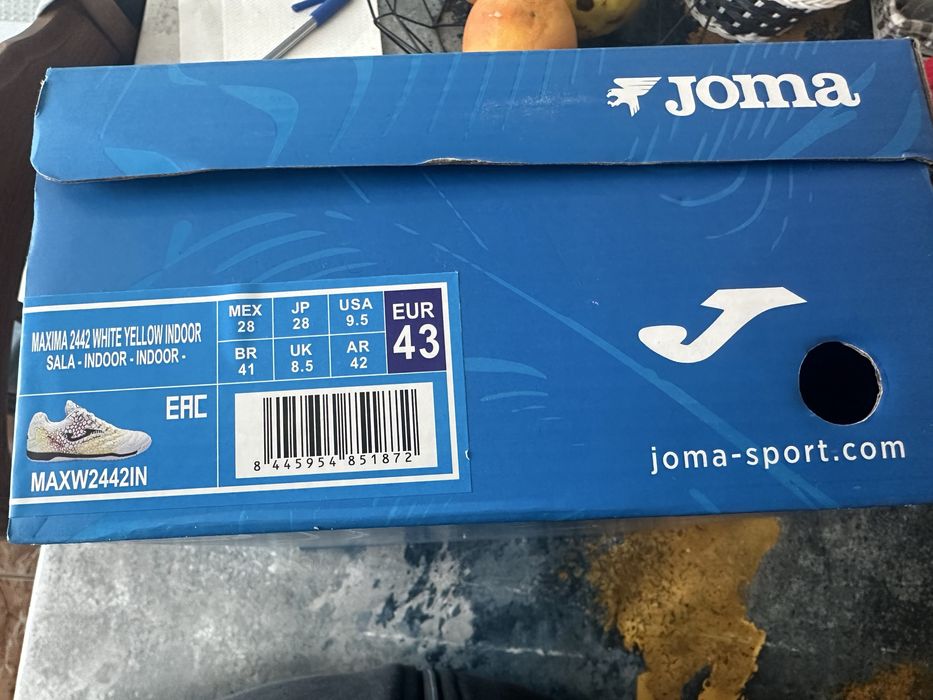 JOMA
MAXIMA 2442 WHITE YELLOW INDOOR
SALA - INDOOR - INDOOR -
MEX 28
JP 28
USA 9.5
BR 41
UK 8.5
AR 42
EUR 43
EAC
MAXW2442IN
8 445954 851872
J
joma-sport.com